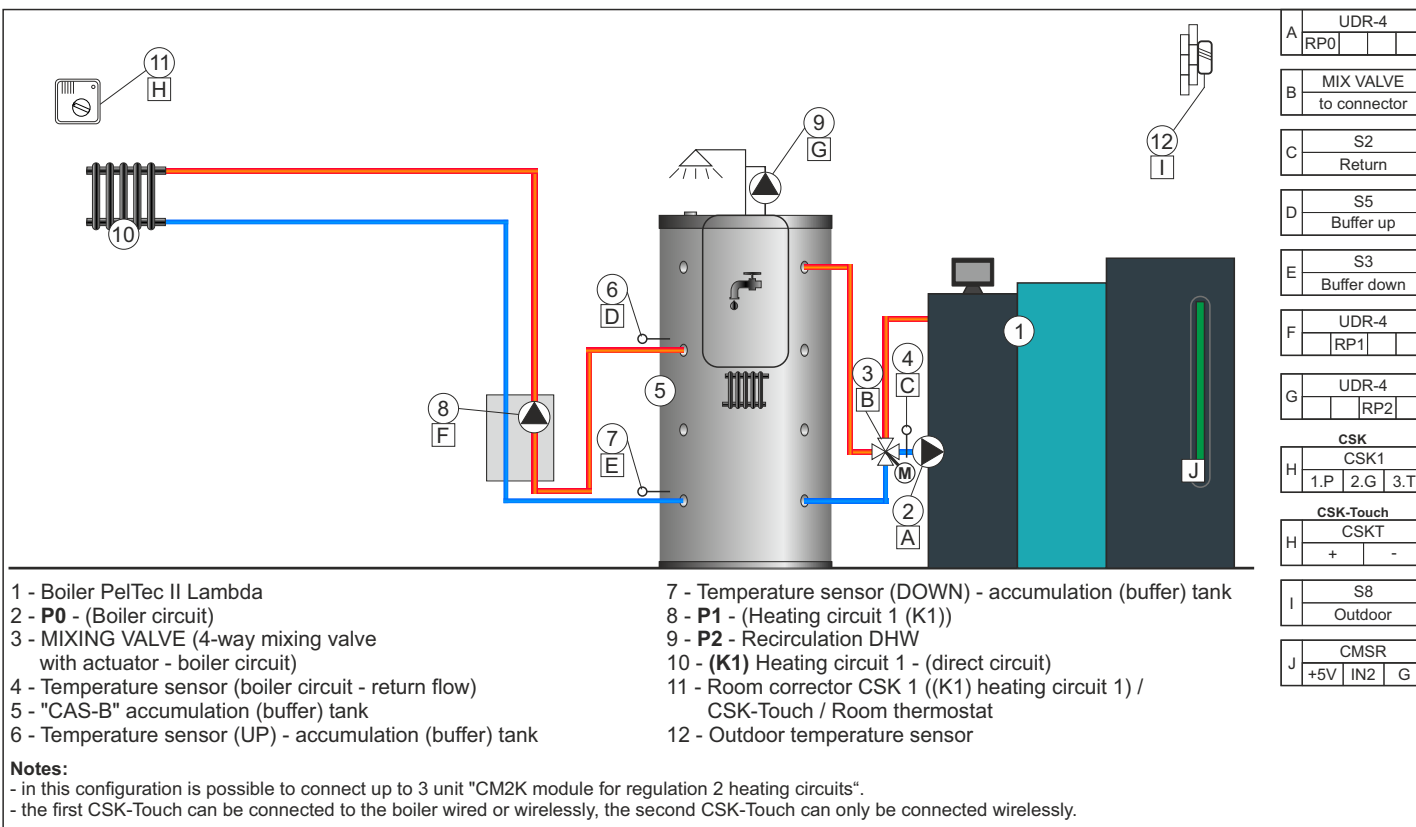 11
H
10
9
G
12
I
6
D
5
7
E
8
F
3
B
4
C
M
2
A
1
J
A UDR-4
RP0
B MIX VALVE
to connector
C S2
Return
D S5
Buffer up
E S3
Buffer down
F UDR-4
RP1
G UDR-4
RP2
CSK
H CSK1
1.P 2.G 3.T
CSK-Touch
H CSKT
+ -
I S8
Outdoor
J CMSR
+5V IN2 G
1 - Boiler PelTec II Lambda
2 - P0 - (Boiler circuit)
3 - MIXING VALVE (4-way mixing valve
with actuator - boiler circuit)
4 - Temperature sensor (boiler circuit - return flow)
5 - "CAS-B" accumulation (buffer) tank
6 - Temperature sensor (UP) - accumulation (buffer) tank
7 - Temperature sensor (DOWN) - accumulation (buffer) tank
8 - P1 - (Heating circuit 1 (K1))
9 - P2 - Recirculation DHW
10 - (K1) Heating circuit 1 - (direct circuit)
11 - Room corrector CSK 1 ((K1) heating circuit 1) /
CSK-Touch / Room thermostat
12 - Outdoor temperature sensor
Notes:
- in this configuration is possible to connect up to 3 unit "CM2K module for regulation 2 heating circuits“.
- the first CSK-Touch can be connected to the boiler wired or wirelessly, the second CSK-Touch can only be connected wirelessly.